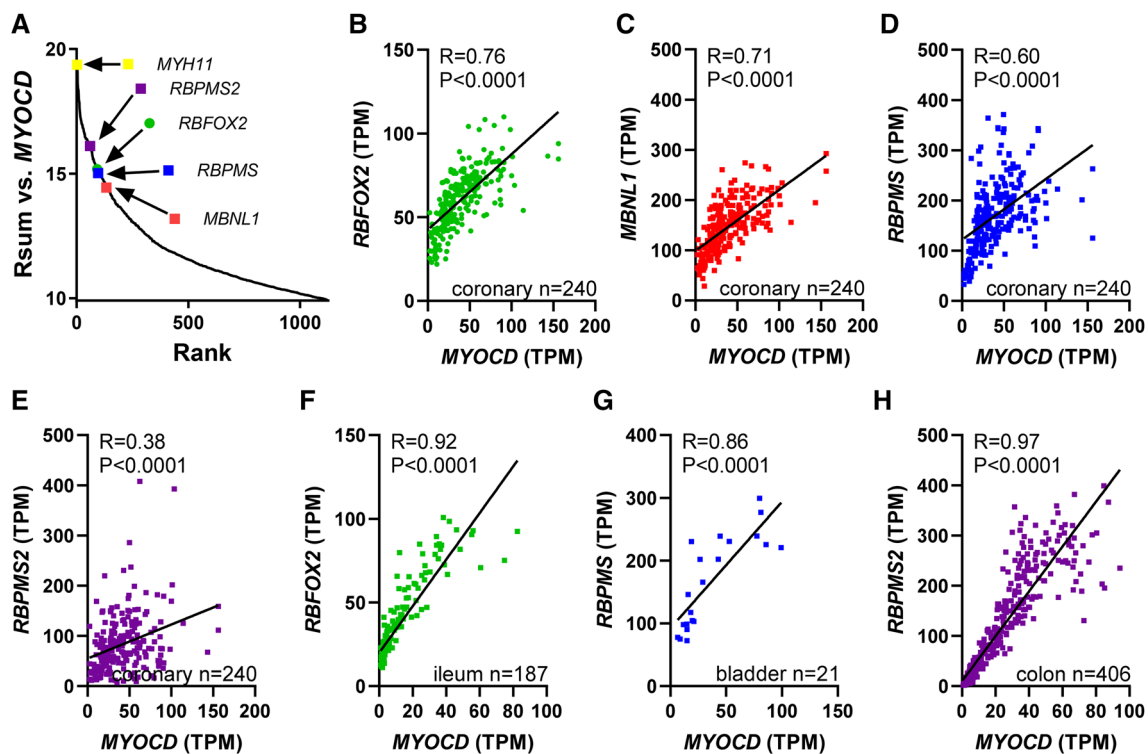 A
Rsum vs. MYOCD
20
15
10
MYH11
RBPMS2
RBFOX2
RBPMS
MBNL1
0 500 1000
Rank
B
R=0.76
P<0.0001
RBFOX2 (TPM)
150
100
50
0
coronary n=240
0 50 100 150 200
MYOCD (TPM)
C
R=0.71
P<0.0001
MBNL1 (TPM)
500
400
300
200
100
0
coronary n=240
0 50 100 150 200
MYOCD (TPM)
D
R=0.60
P<0.0001
RBPMS (TPM)
500
400
300
200
100
0
coronary n=240
0 50 100 150 200
MYOCD (TPM)
E
R=0.38
P<0.0001
RBPMS2 (TPM)
500
400
300
200
100
0
coronary n=240
0 50 100 150 200
MYOCD (TPM)
F
R=0.92
P<0.0001
RBFOX2 (TPM)
150
100
50
0
ileum n=187
0 20 40 60 80 100
MYOCD (TPM)
G
R=0.86
P<0.0001
RBPMS (TPM)
400
300
200
100
0
bladder n=21
0 50 100 150
MYOCD (TPM)
H
R=0.97
P<0.0001
RBPMS2 (TPM)
500
400
300
200
100
0
colon n=406
0 20 40 60 80 100
MYOCD (TPM)